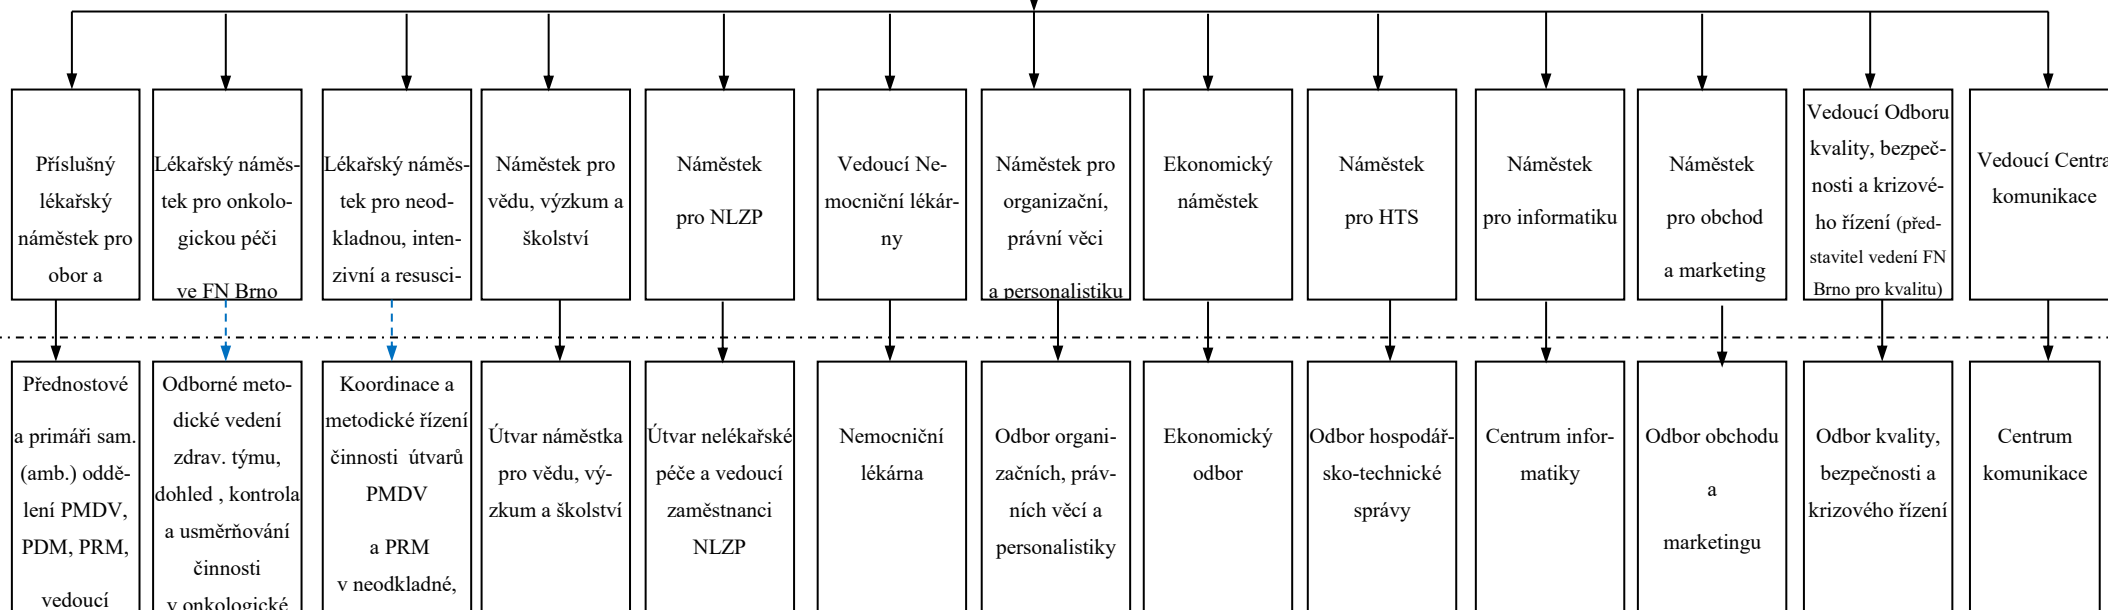 Příslušný
lékařský
náměstek pro
obor a
Lékařský náměs-
tek pro onkolo-
gickou péči
ve FN Brno
Lékařský náměs-
tek pro neod-
kladnou, inten-
zivní a resusci-
Náměstek pro
vědu, výzkum a
školství
Náměstek
pro NLZP
Vedoucí Ne-
mocniční lékár-
ny
Náměstek pro
organizační,
právní věci
a personalistiku
Ekonomický
náměstek
Náměstek
pro HTS
Náměstek
pro informatiku
Náměstek
pro obchod
a marketing
Vedoucí Odboru
kvality, bezpeč-
nosti a krizové-
ho řízení (před-
stavitel vedení FN
Brno pro kvalitu)
Vedoucí Centra
komunikace
Přednostové
a primáři sam.
(amb.) oddě-
lení PMDV,
PDM, PRM,
vedoucí
Odborné meto-
dické vedení
zdrav. týmu,
dohled , kontrola
a usměrňování
činnosti
v onkologické
Koordinace a
metodické řízení
činnosti útvarů
PMDV
a PRM
v neodkladné,
Útvar náměstka
pro vědu, vý-
zkum a školství
Útvar nelékařské
péče a vedoucí
zaměstnanci
NLZP
Nemocniční
lékárna
Odbor organi-
začních, práv-
ních věcí a
personalistiky
Ekonomický
odbor
Odbor hospodář-
sko-technické
správy
Centrum infor-
matiky
Odbor obchodu
a
marketingu
Odbor kvality,
bezpečnosti a
krizového řízení
Centrum
komunikace